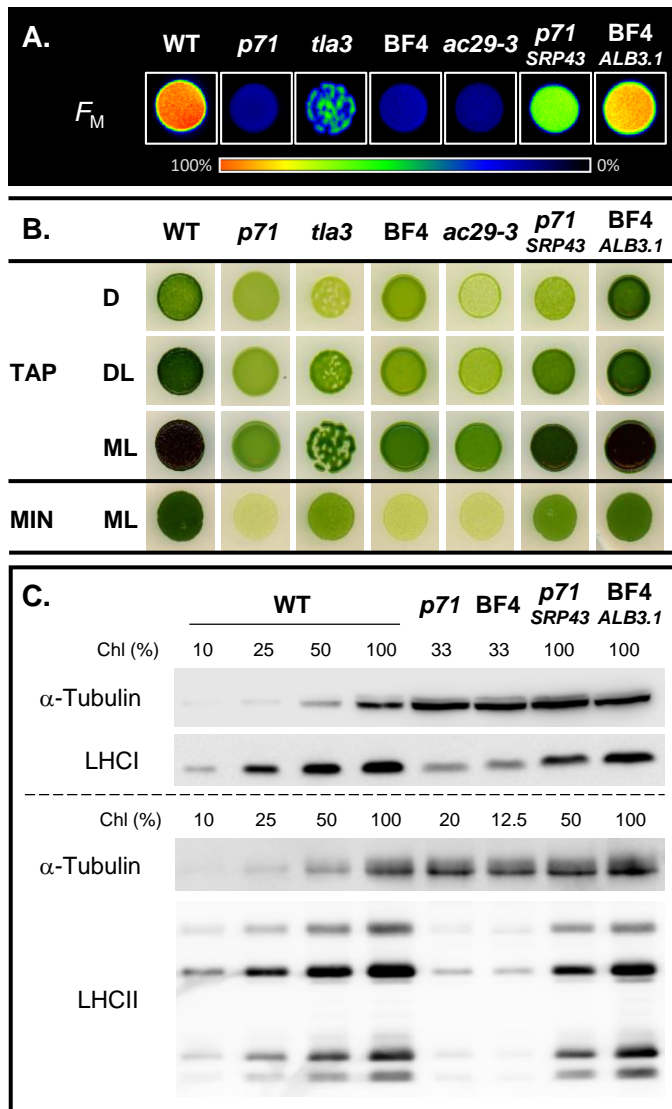 A.
WT p71 tla3 BF4 ac29-3 p71 SRP43 BF4 ALB3.1
FM
100% 0%
B.
WT p71 tla3 BF4 ac29-3 p71 SRP43 BF4 ALB3.1
D
TAP DL
ML
MIN ML
C.
WT p71 BF4 p71 SRP43 BF4 ALB3.1
Chl (%) 10 25 50 100 33 33 100 100
α-Tubulin
LHCI
Chl (%) 10 25 50 100 20 12.5 50 100
α-Tubulin
LHCII